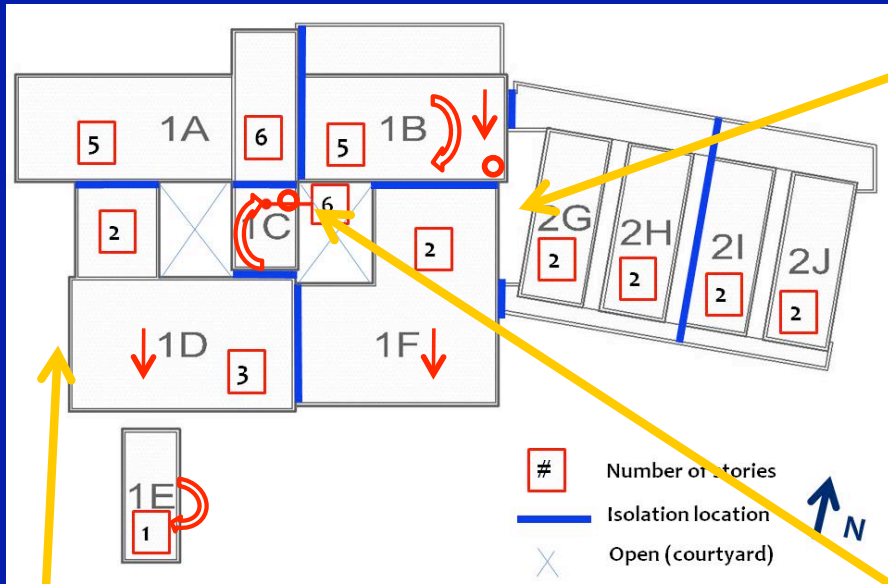 1A
5
6
1B
5
2
1C
6
2
2G
2
2H
2
2I
2
2J
2
1D
3
1F
1E
1
# Number of stories
Isolation location
Open (courtyard)
N